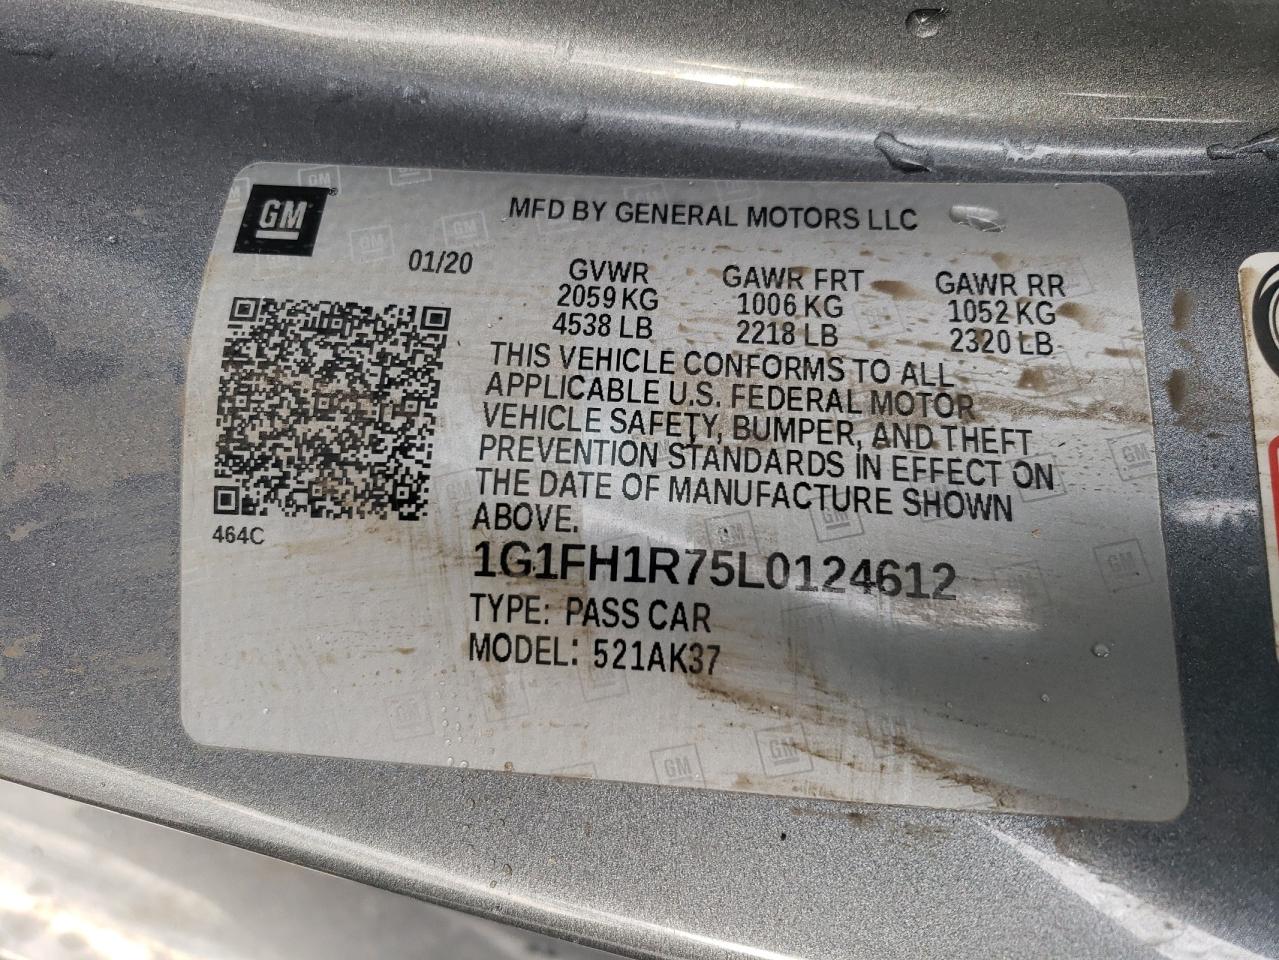 GM
MFD BY GENERAL MOTORS LLC
01/20
GVWR GAWR FRT GAWR RR
2059 KG 1006 KG 1052 KG
4538 LB 2218 LB 2320 LB
THIS VEHICLE CONFORMS TO ALL
APPLICABLE U.S. FEDERAL MOTOR
VEHICLE SAFETY, BUMPER, AND THEFT
PREVENTION STANDARDS IN EFFECT ON
THE DATE OF MANUFACTURE SHOWN
ABOVE.
464C
1G1FH1R75L0124612
TYPE: PASS CAR
MODEL: 521AK37